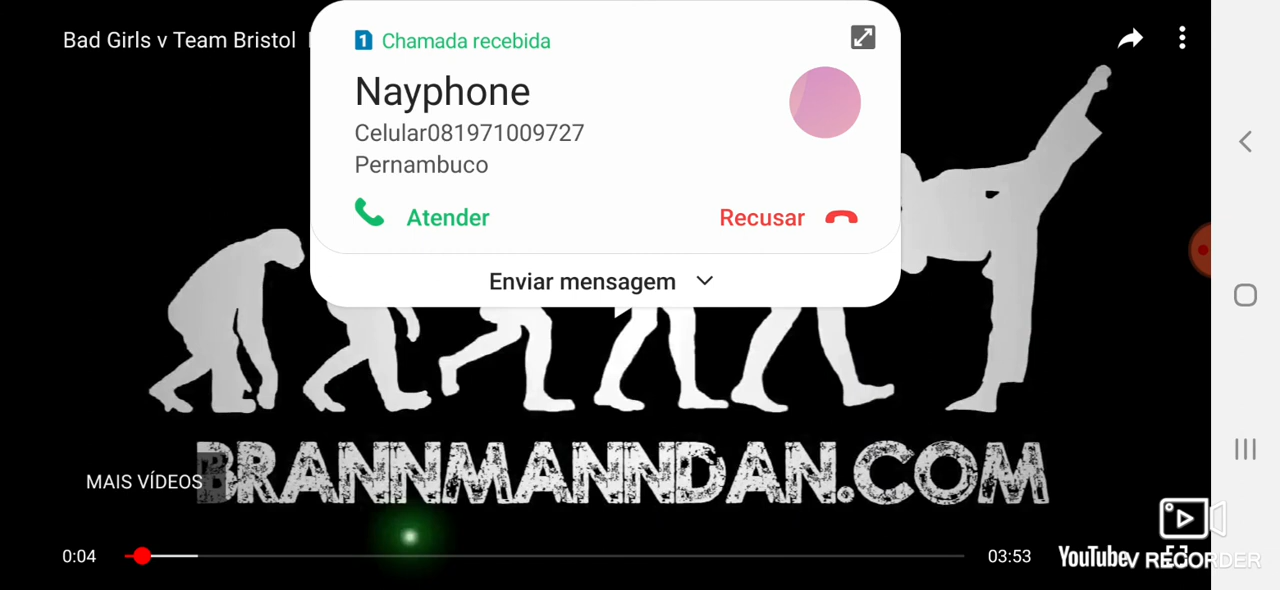 Bad Girls v Team Bristol
1 Chamada recebida
Nayphone
Celular081971009727
Pernambuco
Atender
Recusar
Enviar mensagem
BRANNMANNDAN.COM
MAIS VÍDEOS
0:04
03:53
YouTube
V RECORDER